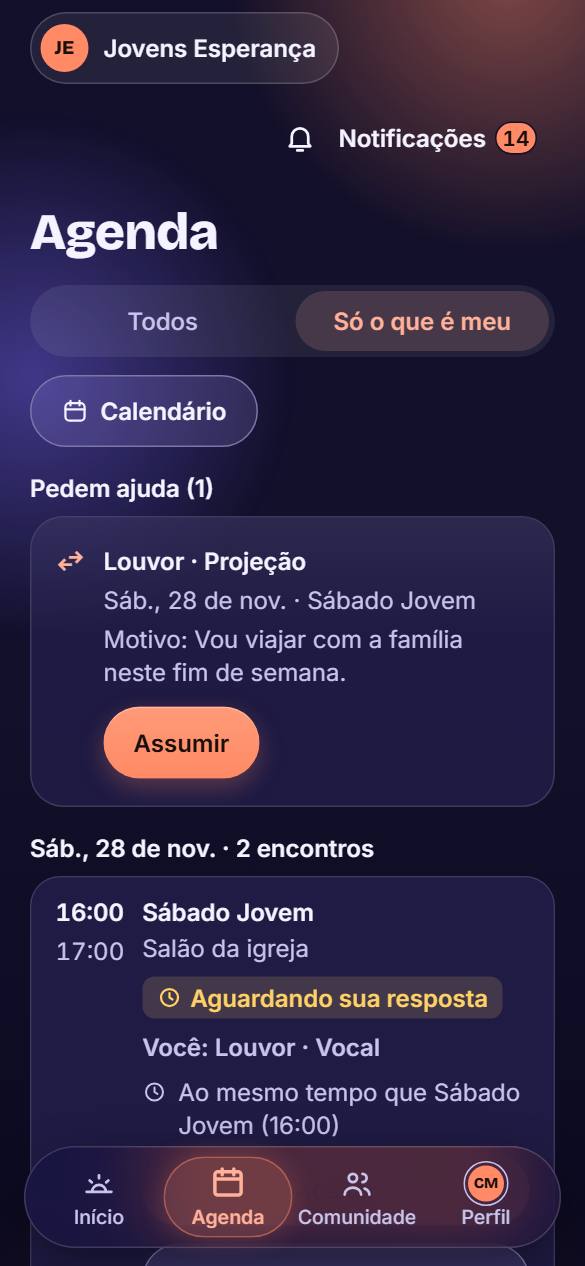 JE Jovens Esperança
Notificações 14
Agenda
Todos Só o que é meu
Calendário
Pedem ajuda (1)
Louvor · Projeção
Sáb., 28 de nov. · Sábado Jovem
Motivo: Vou viajar com a família
neste fim de semana.
Assumir
Sáb., 28 de nov. · 2 encontros
16:00 Sábado Jovem
17:00 Salão da igreja
Aguardando sua resposta
Você: Louvor · Vocal
Ao mesmo tempo que Sábado
Jovem (16:00)
CM
Início Agenda Comunidade Perfil